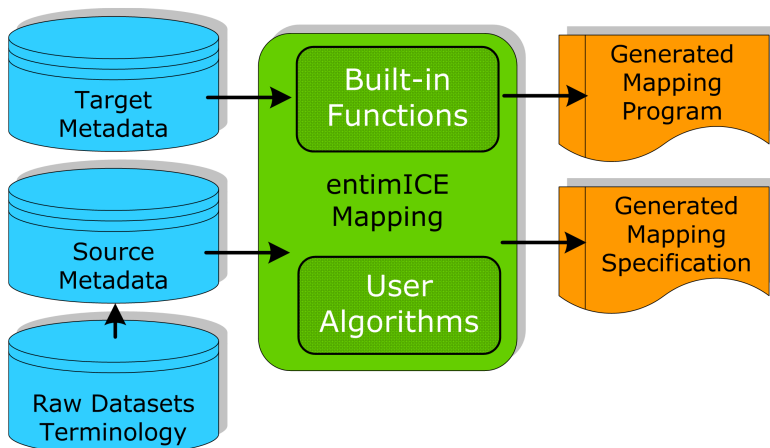 Target
Metadata
Source
Metadata
Raw Datasets
Terminology
Built-in
Functions
entimICE
Mapping
User
Algorithms
Generated
Mapping
Program
Generated
Mapping
Specification